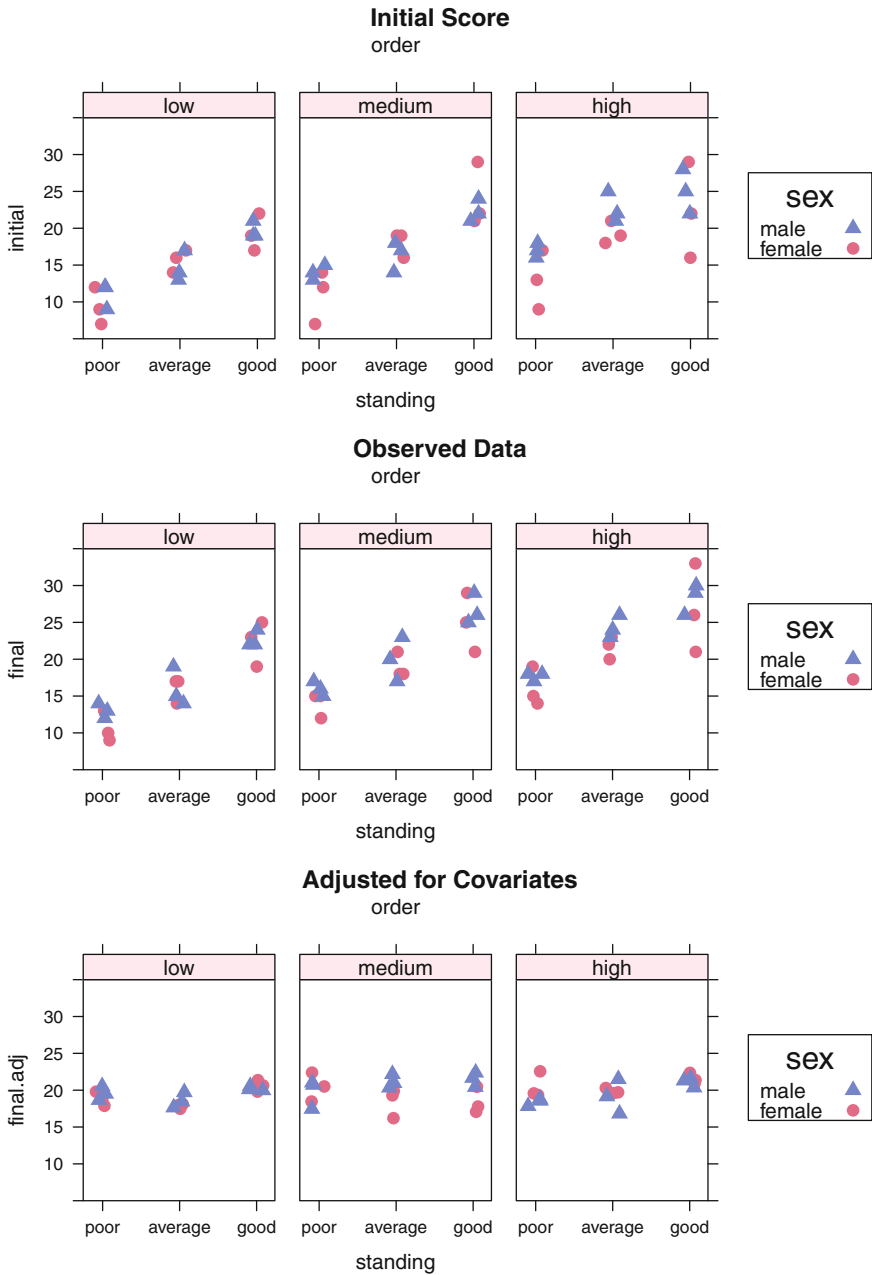 Initial Score
order
low medium high
30
25
20
15
10
initial
poor average good poor average good poor average good
standing
sex
male
female
Observed Data
order
low medium high
30
25
20
15
10
final
poor average good poor average good poor average good
standing
sex
male
female
Adjusted for Covariates
order
low medium high
30
25
20
15
10
final.adj
poor average good poor average good poor average good
standing
sex
male
female